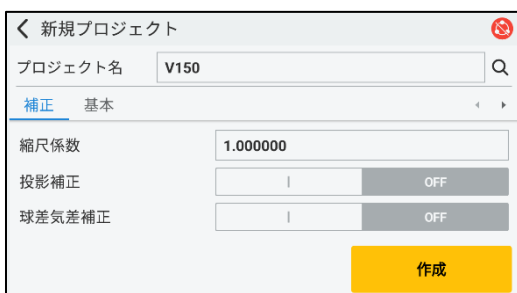 新規プロジェクト
プロジェクト名 V150
補正 基本
縮尺係数 1.000000
投影補正 OFF
球差気差補正 OFF
作成